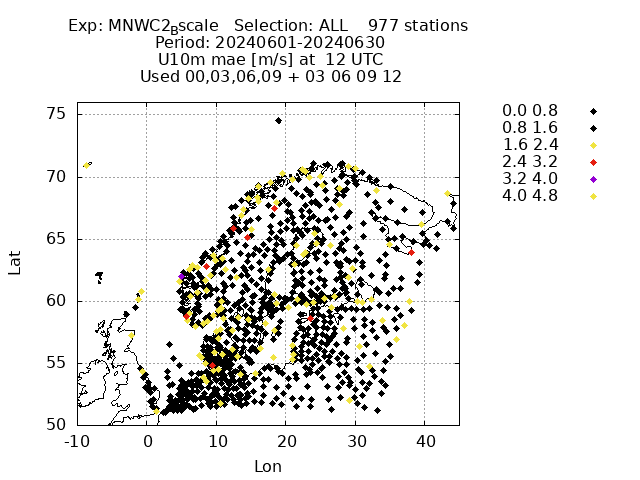 Exp: MNWC2_Bscale   Selection: ALL    977 stations
Period: 20240601-20240630
U10m mae [m/s] at  12 UTC
Used 00,03,06,09 + 03 06 09 12
0.0 0.8
0.8 1.6
1.6 2.4
2.4 3.2
3.2 4.0
4.0 4.8
75
70
65
60
55
50
Lat
-10 0 10 20 30 40
Lon